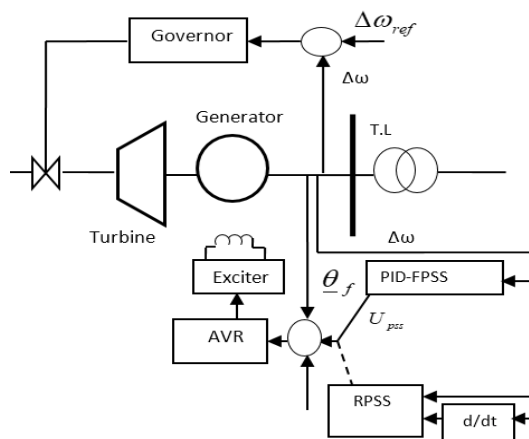 Governor
Δω_ref
Δω
Generator
T.L
Turbine
Δω
Exciter
θ_f
PID-FPSS
U_pss
AVR
RPSS
d/dt